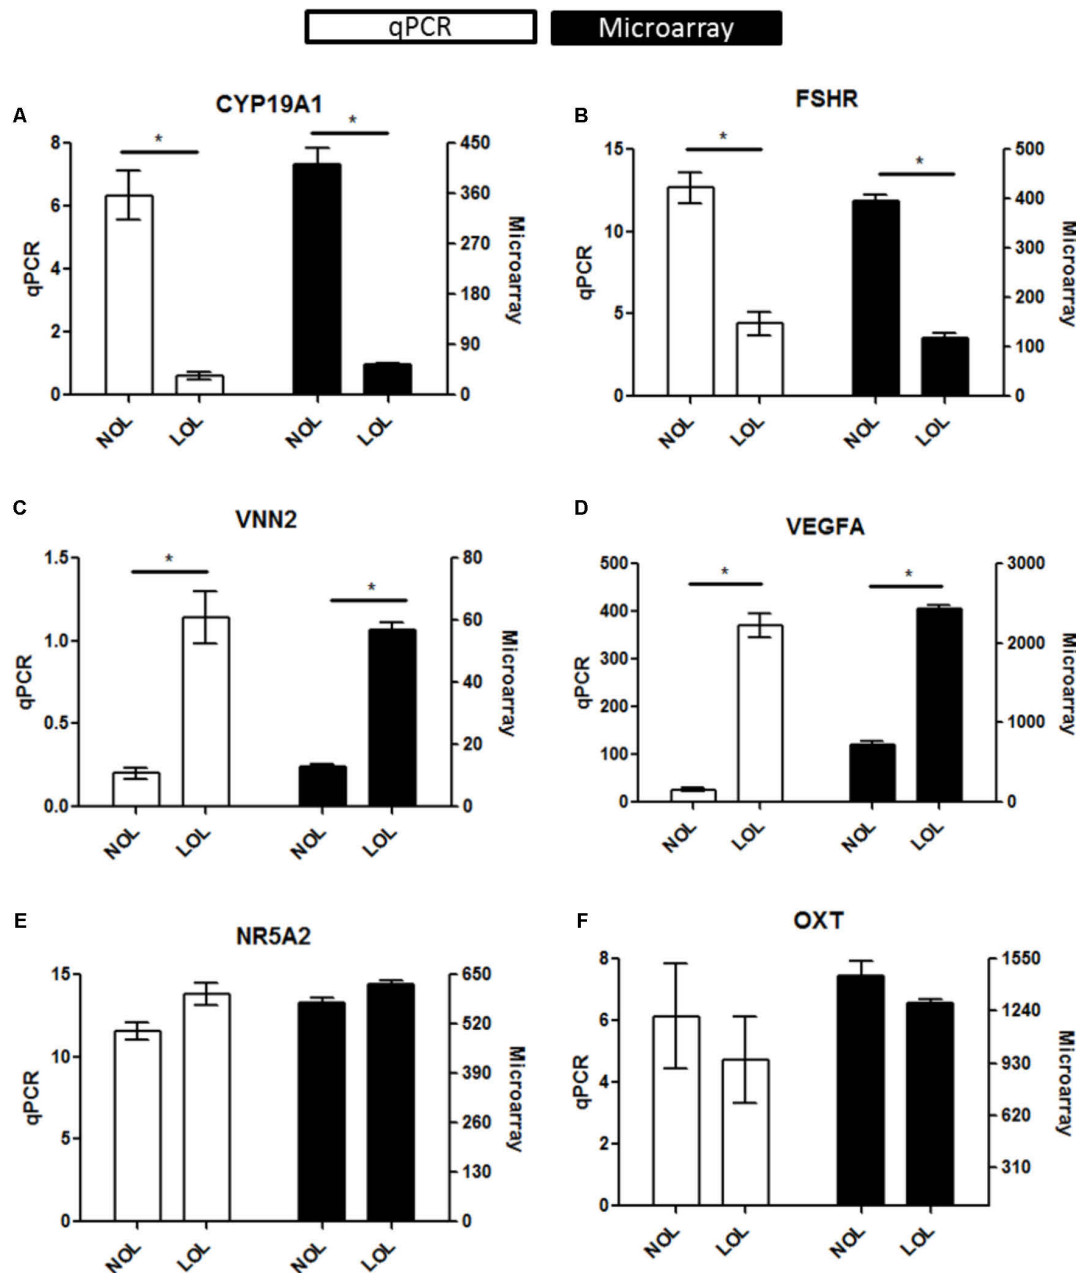 qPCR Microarray
A
CYP19A1
*
*
8
6
4
2
0
qPCR
450
360
270
180
90
0
Microarray
NOL LOL NOL LOL
B
FSHR
*
*
15
10
5
0
qPCR
500
400
300
200
100
0
Microarray
NOL LOL NOL LOL
C
VNN2
*
*
1.5
1.0
0.5
0.0
qPCR
80
60
40
20
0
Microarray
NOL LOL NOL LOL
D
VEGFA
*
*
500
400
300
200
100
0
qPCR
3000
2000
1000
0
Microarray
NOL LOL NOL LOL
E
NR5A2
15
10
5
0
qPCR
650
520
390
260
130
0
Microarray
NOL LOL NOL LOL
F
OXT
8
6
4
2
0
qPCR
1550
1240
930
620
310
Microarray
NOL LOL NOL LOL